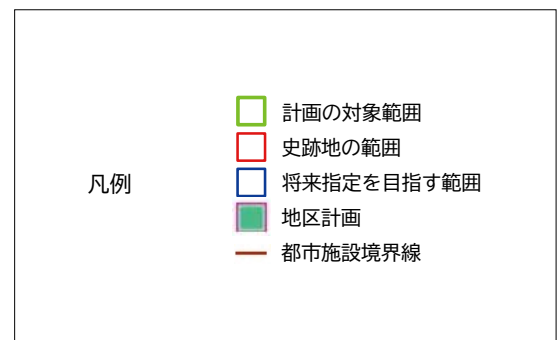 凡例
計画の対象範囲
史跡地の範囲
将来指定を目指す範囲
地区計画
都市施設境界線